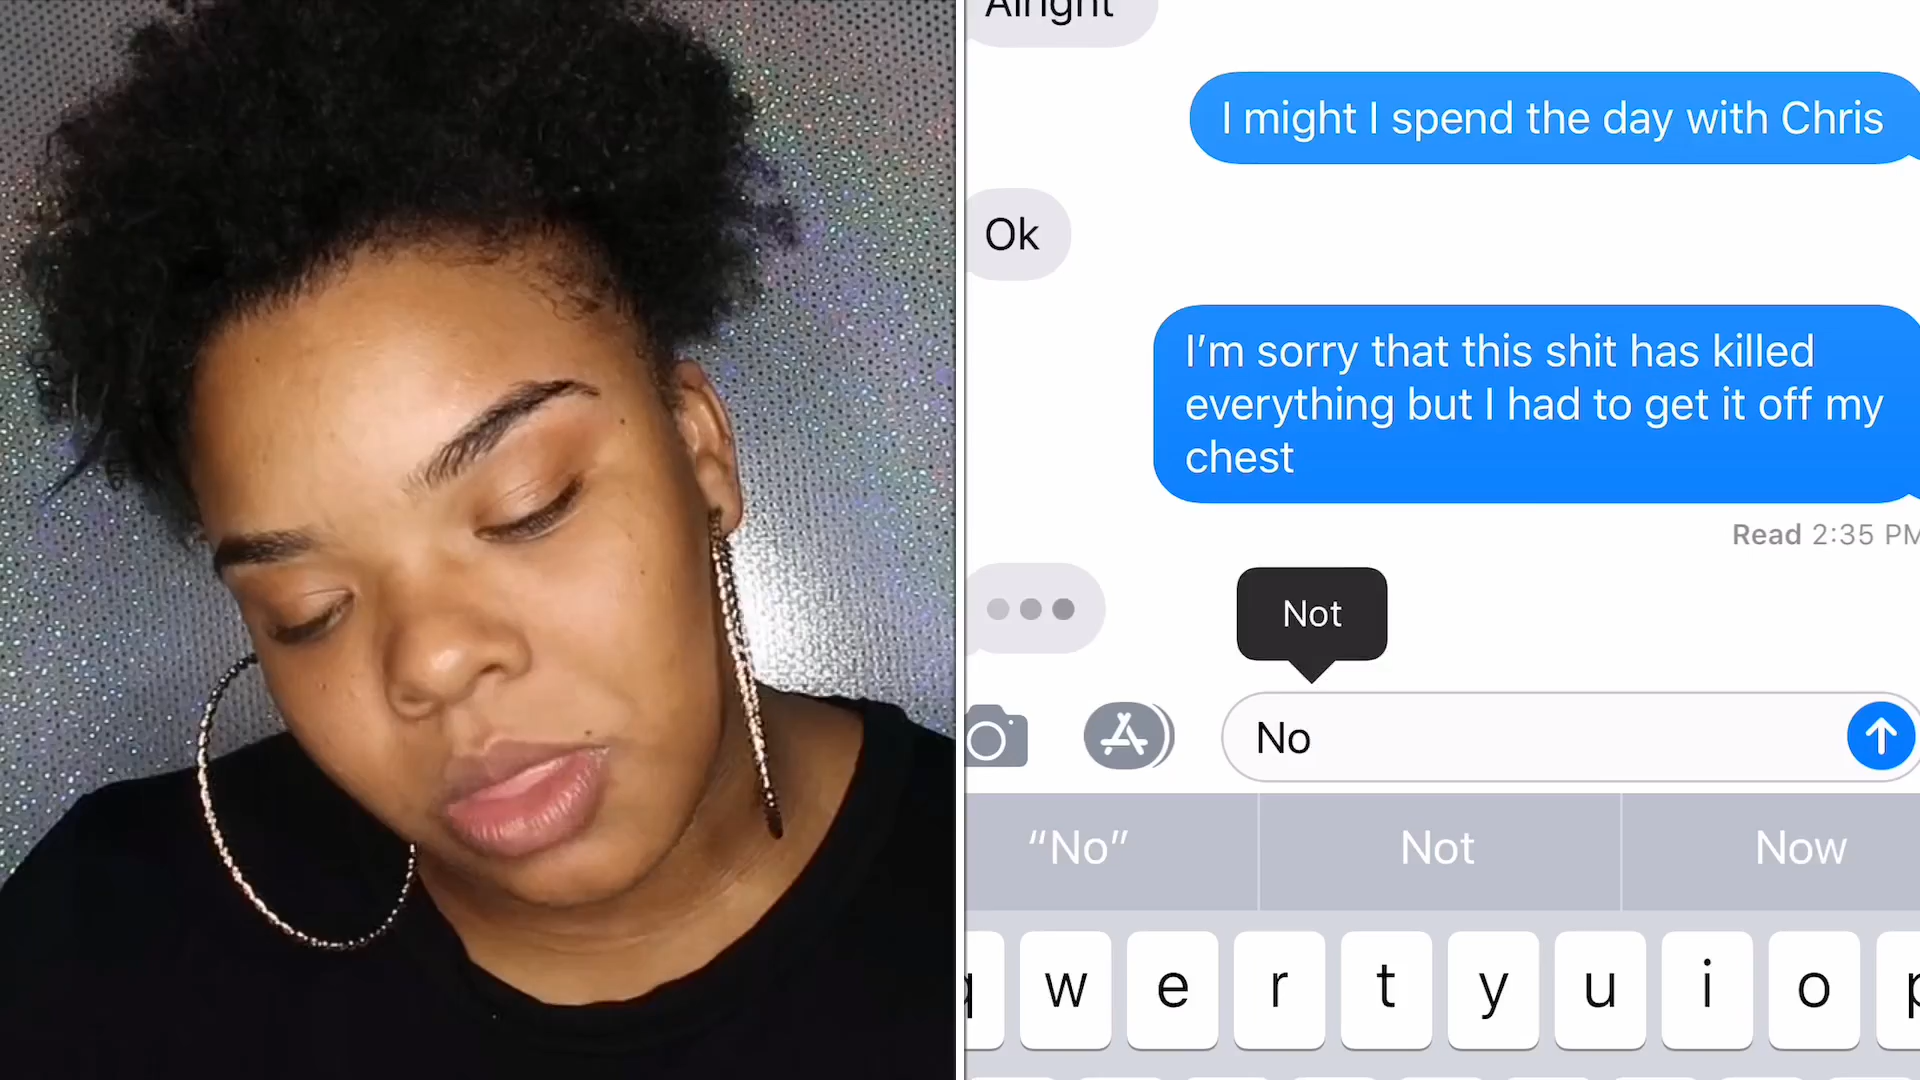 Alright
I might I spend the day with Chris
Ok
I'm sorry that this shit has killed
everything but I had to get it off my
chest
Read 2:35 PM
Not
No
"No" Not Now
q w e r t y u i o p